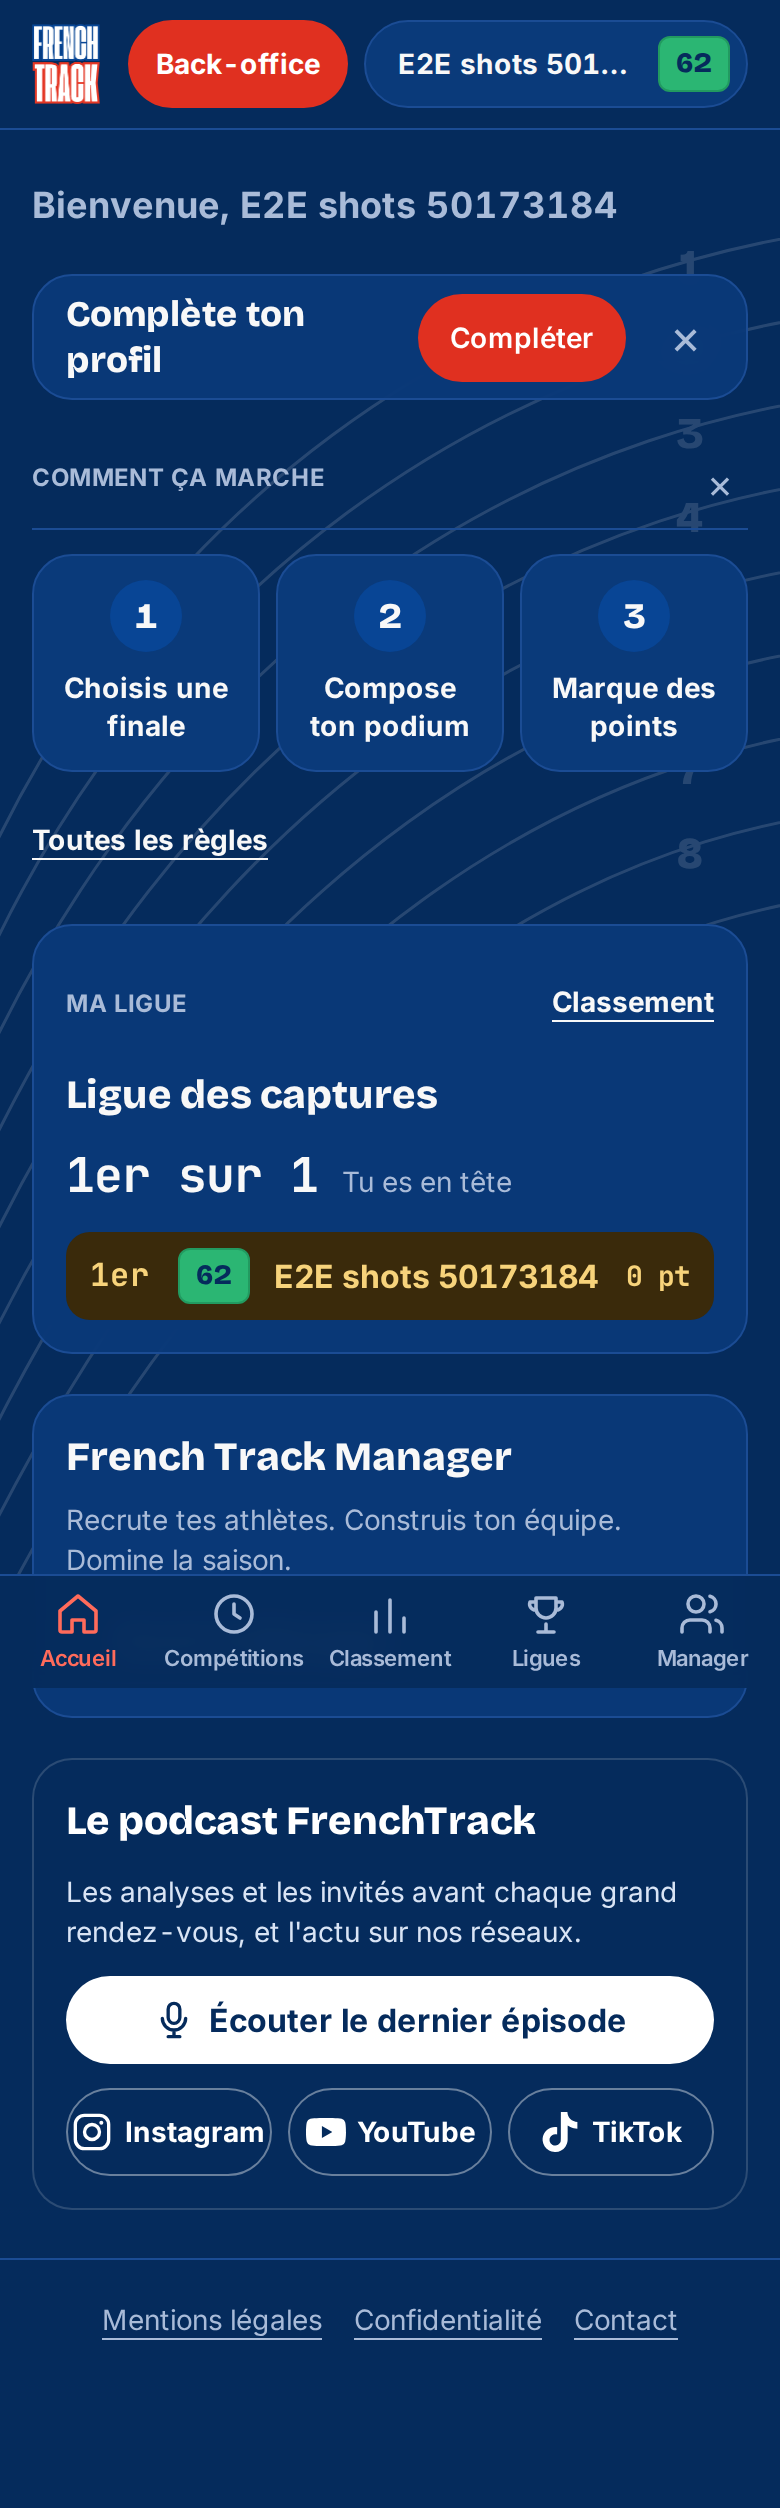 FRENCH
TRACK
Back-office
E2E shots 501...
62
Bienvenue, E2E shots 50173184
1
Complète ton
profil
Compléter
×
3
COMMENT ÇA MARCHE
×
4
1
2
3
Choisis une
finale
Compose
ton podium
Marque des
points
7
Toutes les règles
8
MA LIGUE
Classement
Ligue des captures
1er sur 1 Tu es en tête
1er 62 E2E shots 50173184 0 pt
French Track Manager
Recrute tes athlètes. Construis ton équipe.
Domine la saison.
Accueil
Compétitions
Classement
Ligues
Manager
Le podcast FrenchTrack
Les analyses et les invités avant chaque grand
rendez-vous, et l'actu sur nos réseaux.
Écouter le dernier épisode
Instagram
YouTube
TikTok
Mentions légales
Confidentialité
Contact